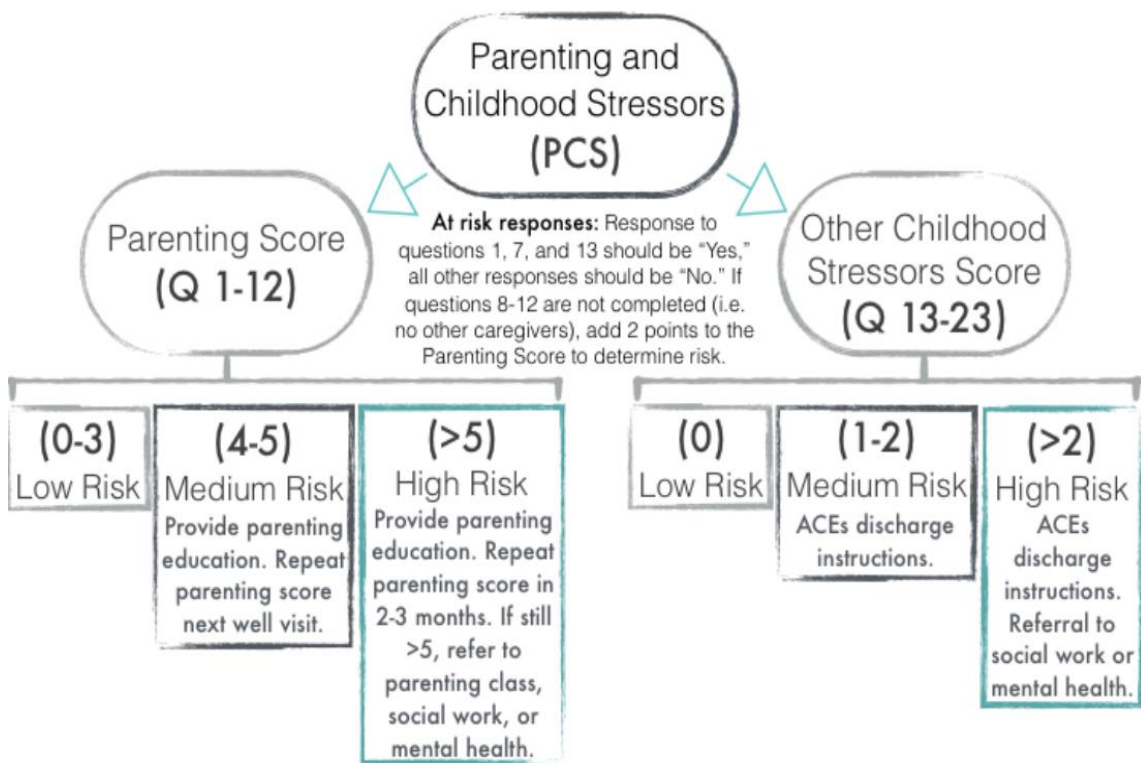 Parenting and
Childhood Stressors
(PCS)
Parenting Score
(Q 1-12)
At risk responses: Response to
questions 1, 7, and 13 should be “Yes,”
all other responses should be “No.” If
questions 8-12 are not completed (i.e.
no other caregivers), add 2 points to the
Parenting Score to determine risk.
Other Childhood
Stressors Score
(Q 13-23)
(0-3)
Low Risk
(4-5)
Medium Risk
Provide parenting
education. Repeat
parenting score
next well visit.
(>5)
High Risk
Provide parenting
education. Repeat
parenting score in
2-3 months. If still
>5, refer to
parenting class,
social work, or
mental health.
(0)
Low Risk
(1-2)
Medium Risk
ACEs discharge
instructions.
(>2)
High Risk
ACEs
discharge
instructions.
Referral to
social work or
mental health.